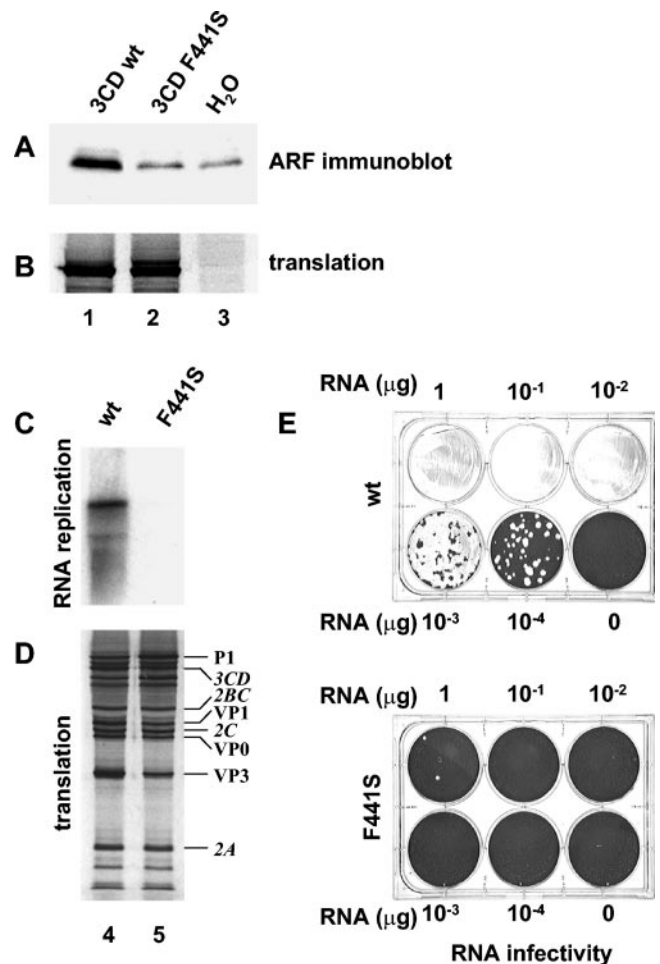 3CD wt
3CD F441S
H₂O
A
ARF immunoblot
B
translation
1 2 3
C
wt
F441S
RNA replication
D
translation
P1
3CD
2BC
VP1
2C
VP0
VP3
2A
4 5
E
RNA (μg) 1 10⁻¹ 10⁻²
wt
RNA (μg) 10⁻³ 10⁻⁴ 0
RNA (μg) 1 10⁻¹ 10⁻²
F441S
RNA (μg) 10⁻³ 10⁻⁴ 0
RNA infectivity